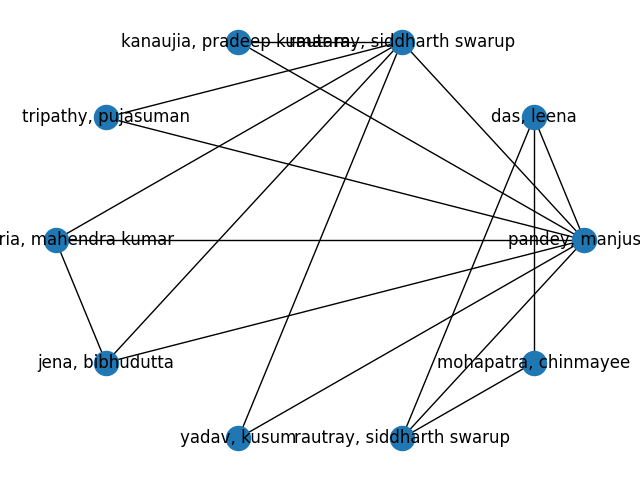 kanaujia, pradeep kumar
rautaray, siddharth swarup
tripathy, pujasuman
das, leena
ria, mahendra kumar
pandey, manjus
jena, bibhudutta
mohapatra, chinmayee
yadav, kusum
rautray, siddharth swarup